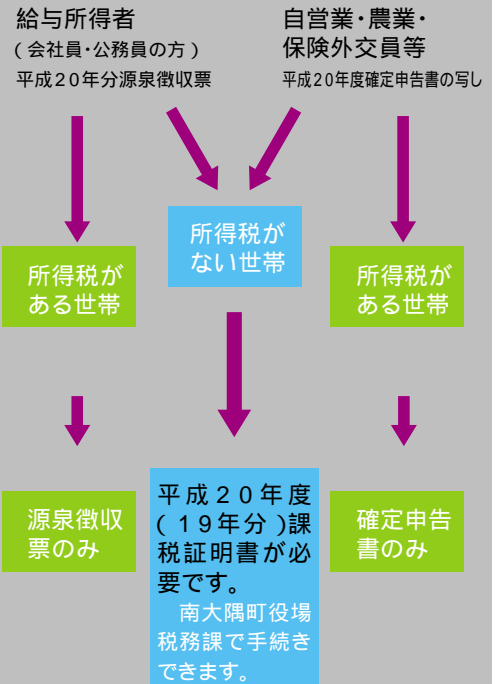 給与所得者
(会社員・公務員の方)
平成20年分源泉徴収票
自営業・農業・
保険外交員等
平成20年度確定申告書の写し
所得税が
ない世帯
所得税が
ある世帯
所得税が
ある世帯
源泉徴収
票のみ
平成20年度
(19年分)課
税証明書が必
要です。
南大隅町役場
税務課で手続き
できます。
確定申告
書のみ